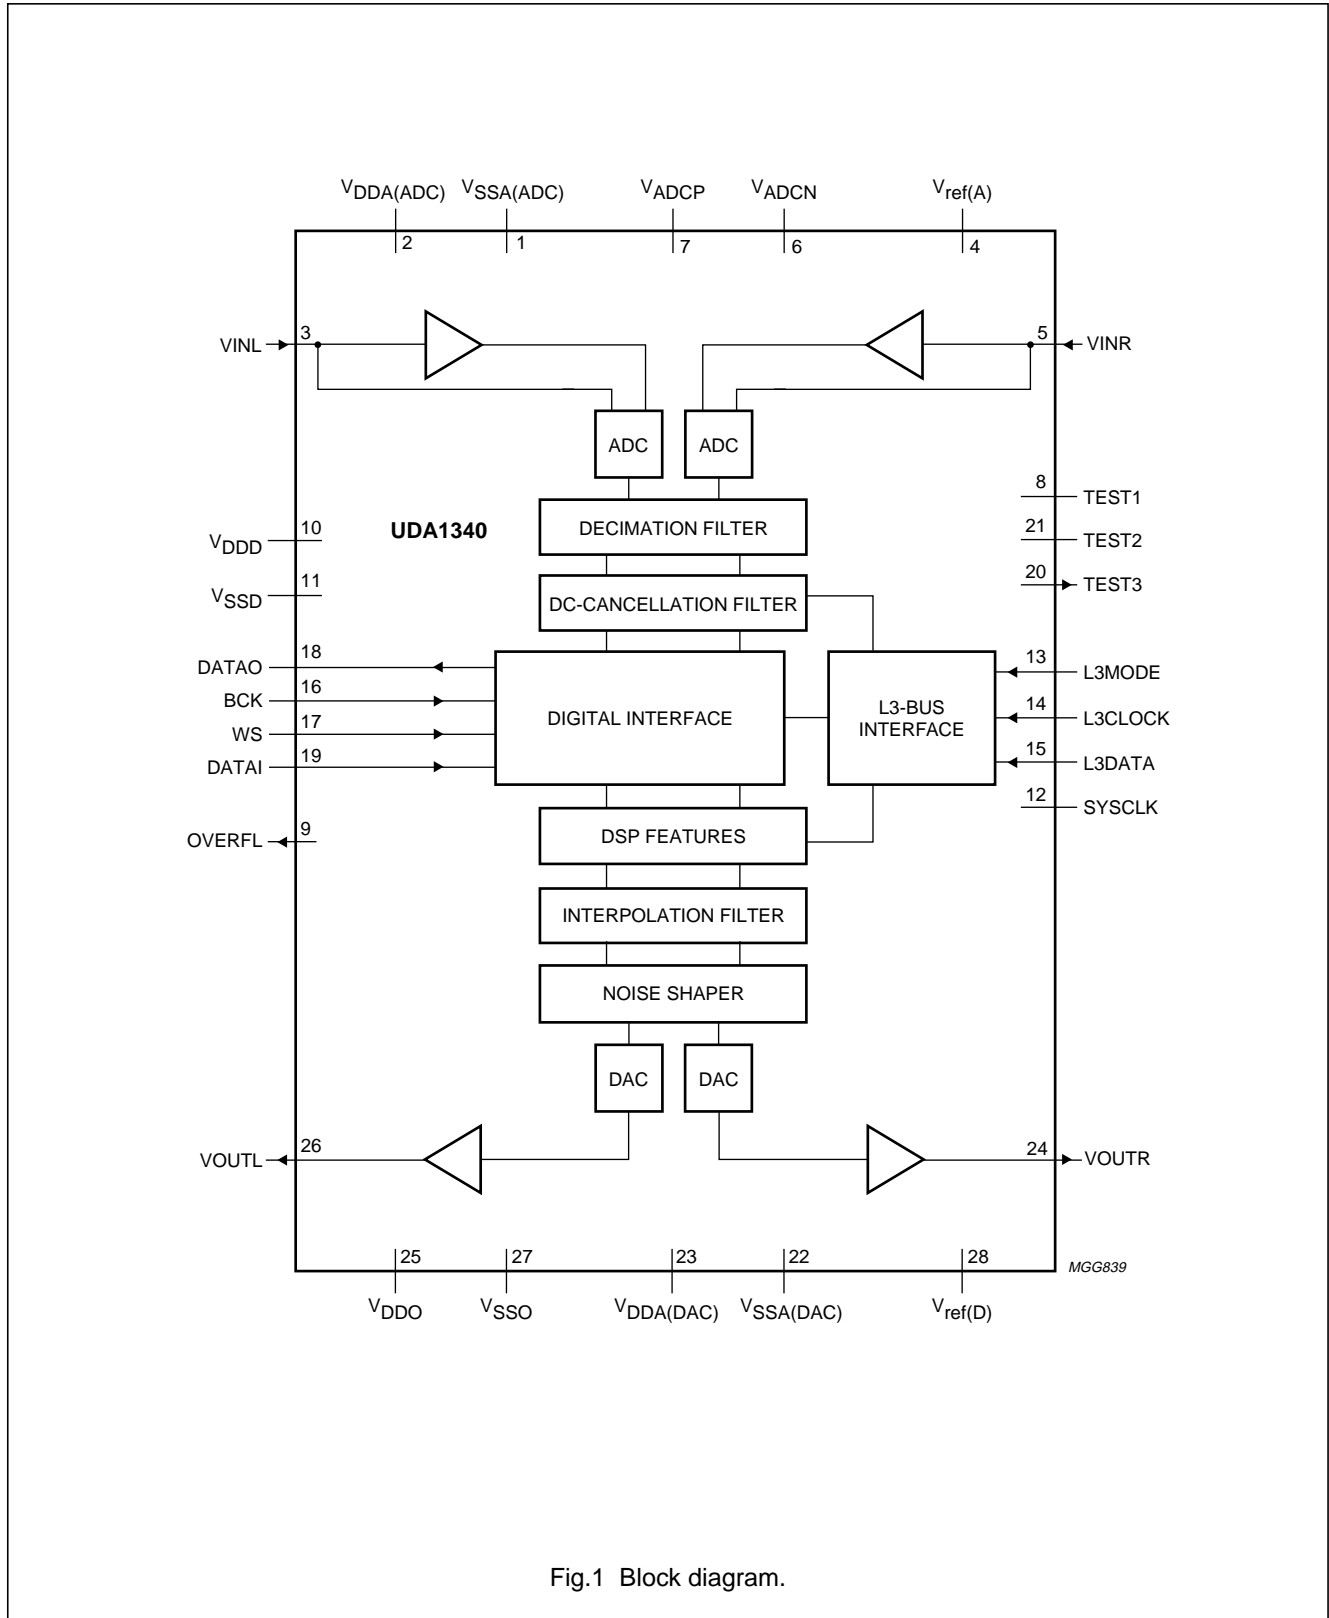 VDDA(ADC) VSSA(ADC) VADCP VADCN Vref(A)
2 1 7 6 4
VINL 3 5 VINR
ADC ADC
8 TEST1
DECIMATION FILTER
UDA1340
VDDD 10
21 TEST2
20 TEST3
VSSD 11
DC-CANCELLATION FILTER
DATAO 18
13 L3MODE
BCK 16
DIGITAL INTERFACE
L3-BUS
INTERFACE
14 L3CLOCK
WS 17
15 L3DATA
DATAI 19
12 SYSCLK
OVERFL 9
DSP FEATURES
INTERPOLATION FILTER
NOISE SHAPER
DAC DAC
VOUTL 26 24 VOUTR
25 27 23 22 28
MGG839
VDDO VSSO VDDA(DAC) VSSA(DAC) Vref(D)
Fig.1 Block diagram.